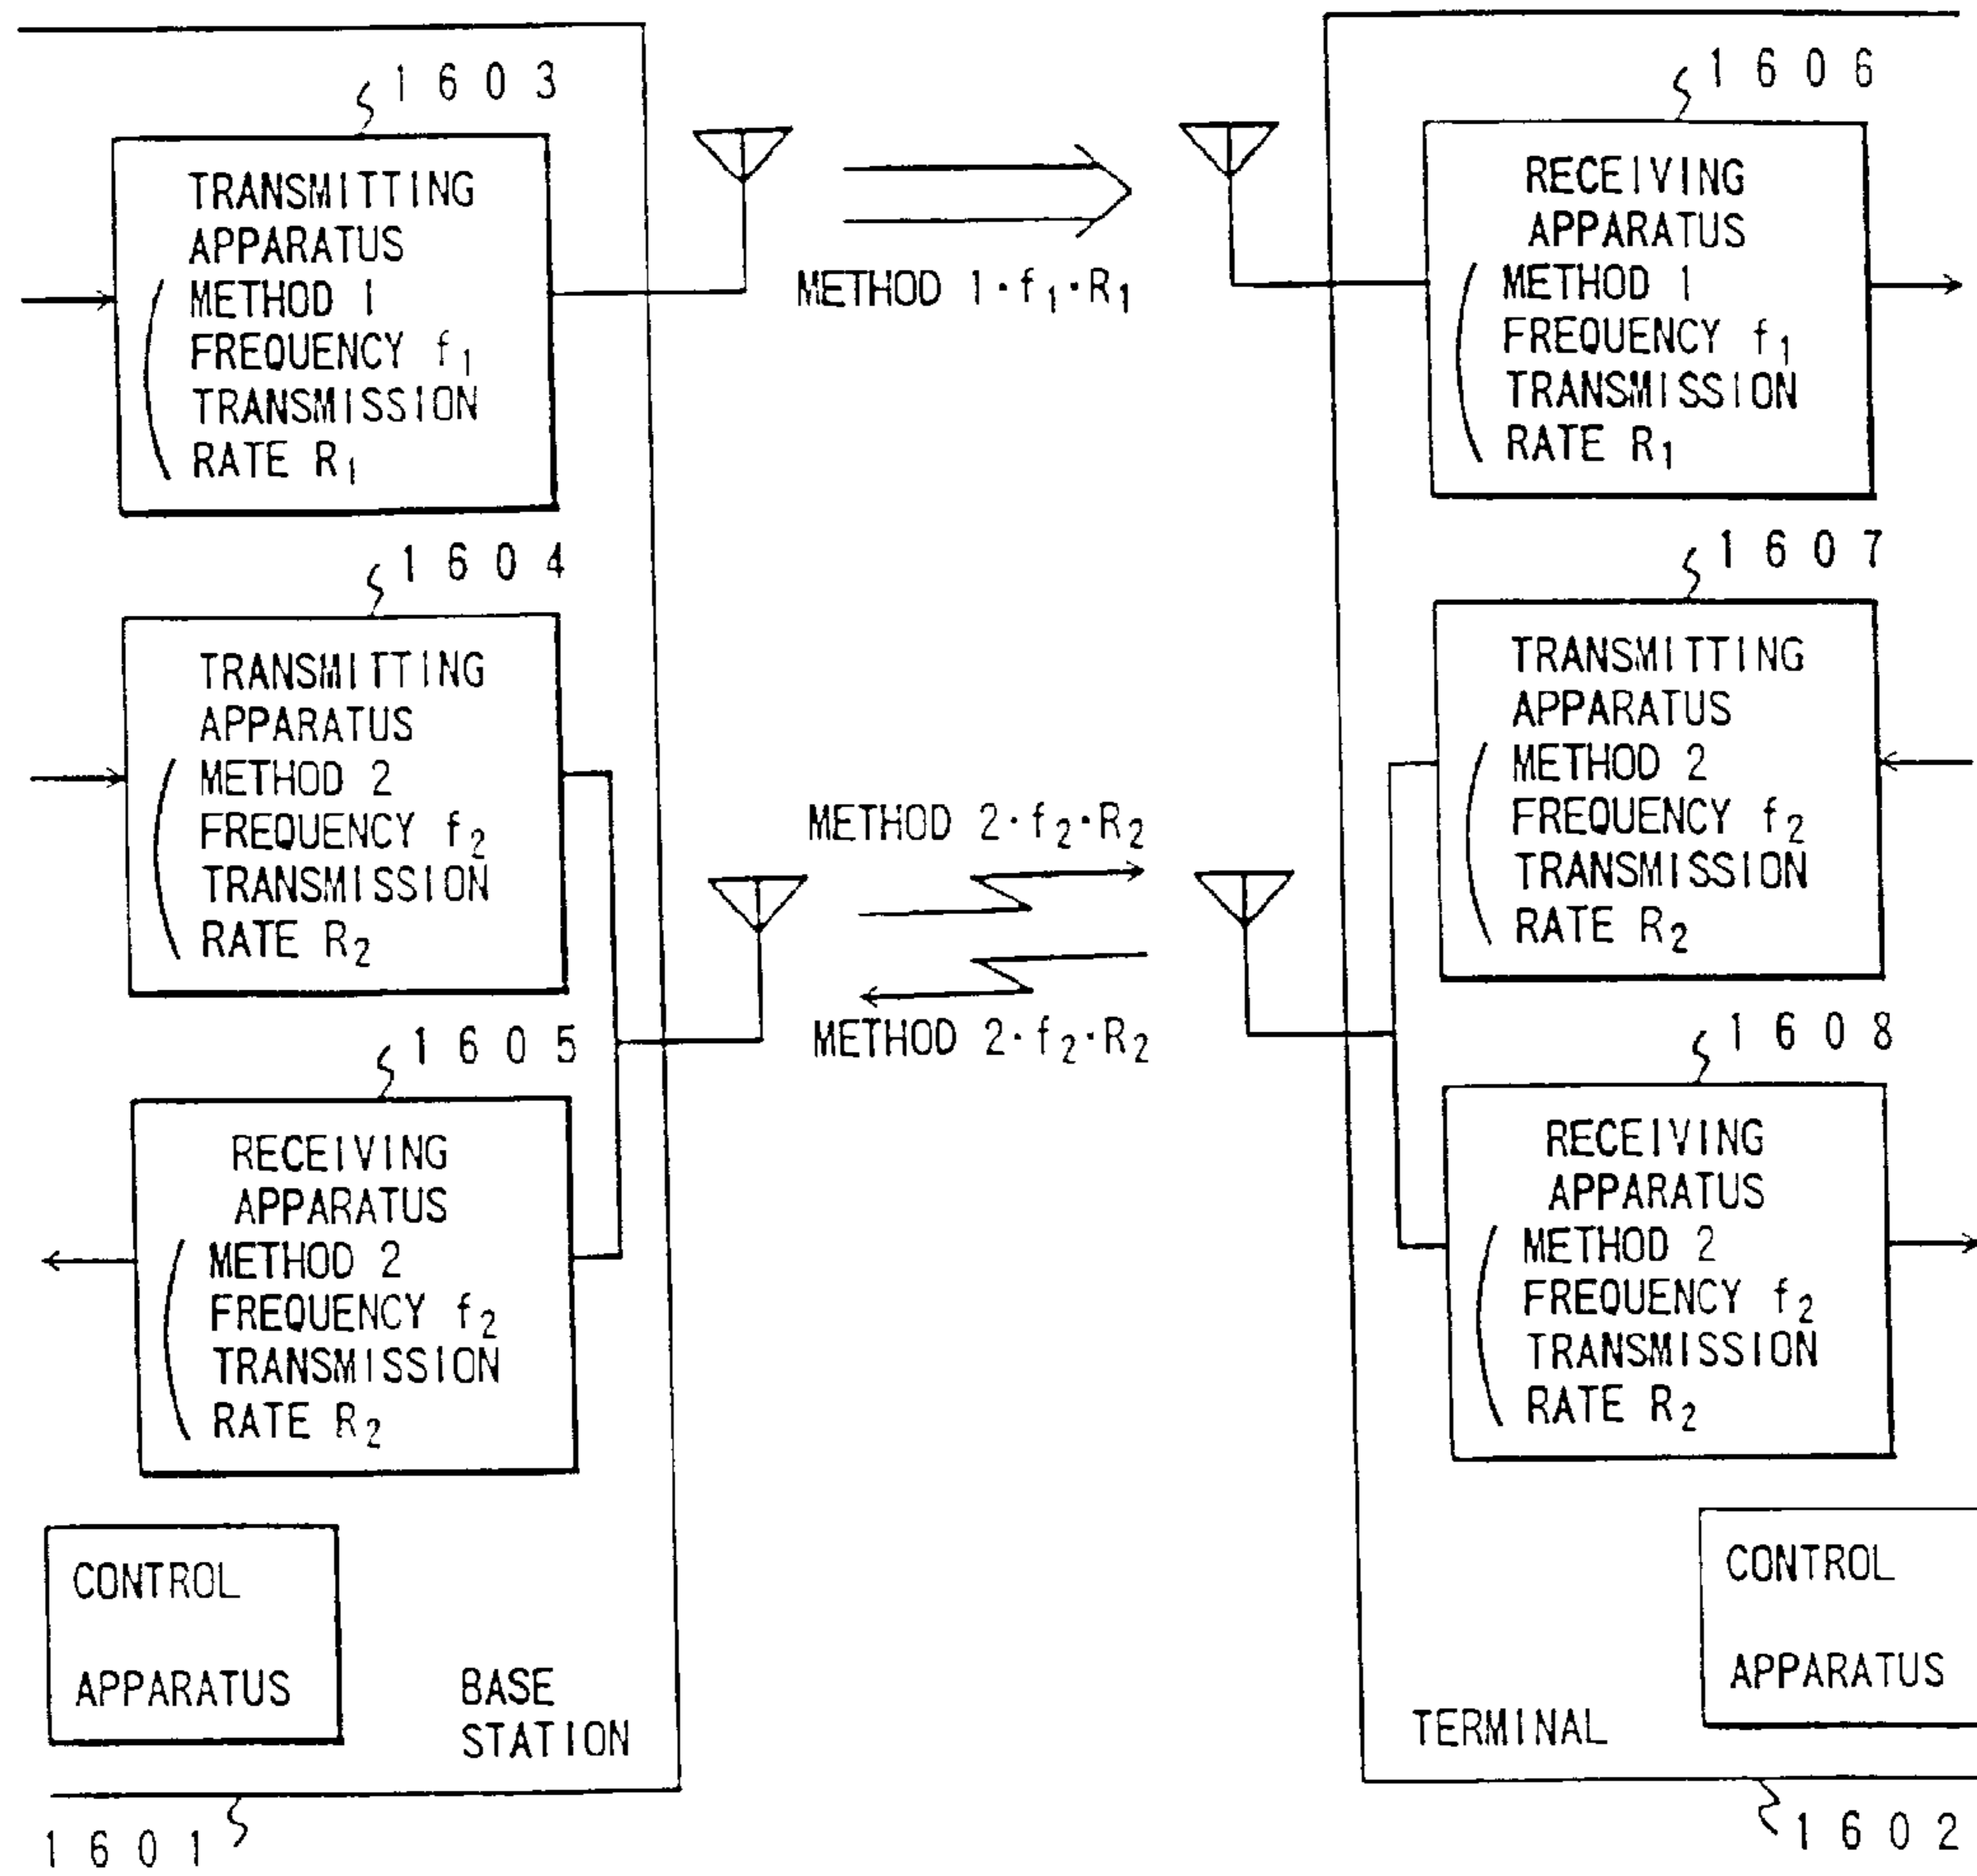 1603
TRANSMITTING
APPARATUS
METHOD 1
FREQUENCY f₁
TRANSMISSION
RATE R₁
METHOD 1·f₁·R₁
1606
RECEIVING
APPARATUS
METHOD 1
FREQUENCY f₁
TRANSMISSION
RATE R₁
1604
TRANSMITTING
APPARATUS
METHOD 2
FREQUENCY f₂
TRANSMISSION
RATE R₂
METHOD 2·f₂·R₂
METHOD 2·f₂·R₂
1607
TRANSMITTING
APPARATUS
METHOD 2
FREQUENCY f₂
TRANSMISSION
RATE R₂
1605
RECEIVING
APPARATUS
METHOD 2
FREQUENCY f₂
TRANSMISSION
RATE R₂
1608
RECEIVING
APPARATUS
METHOD 2
FREQUENCY f₂
TRANSMISSION
RATE R₂
CONTROL
APPARATUS
BASE
STATION
1601
TERMINAL
CONTROL
APPARATUS
1602